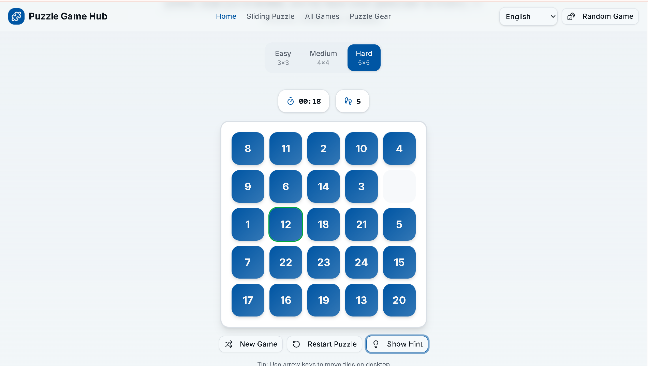 Puzzle Game Hub
Home Sliding Puzzle All Games Puzzle Gear
English
Random Game
Easy Medium Hard
3×3 4×4 5×5
00:18 5
8 11 2 10 4
9 6 14 3
1 12 18 21 5
7 22 23 24 15
17 16 19 13 20
New Game Restart Puzzle Show Hint
Tip: Use arrow keys to move tiles on desktop